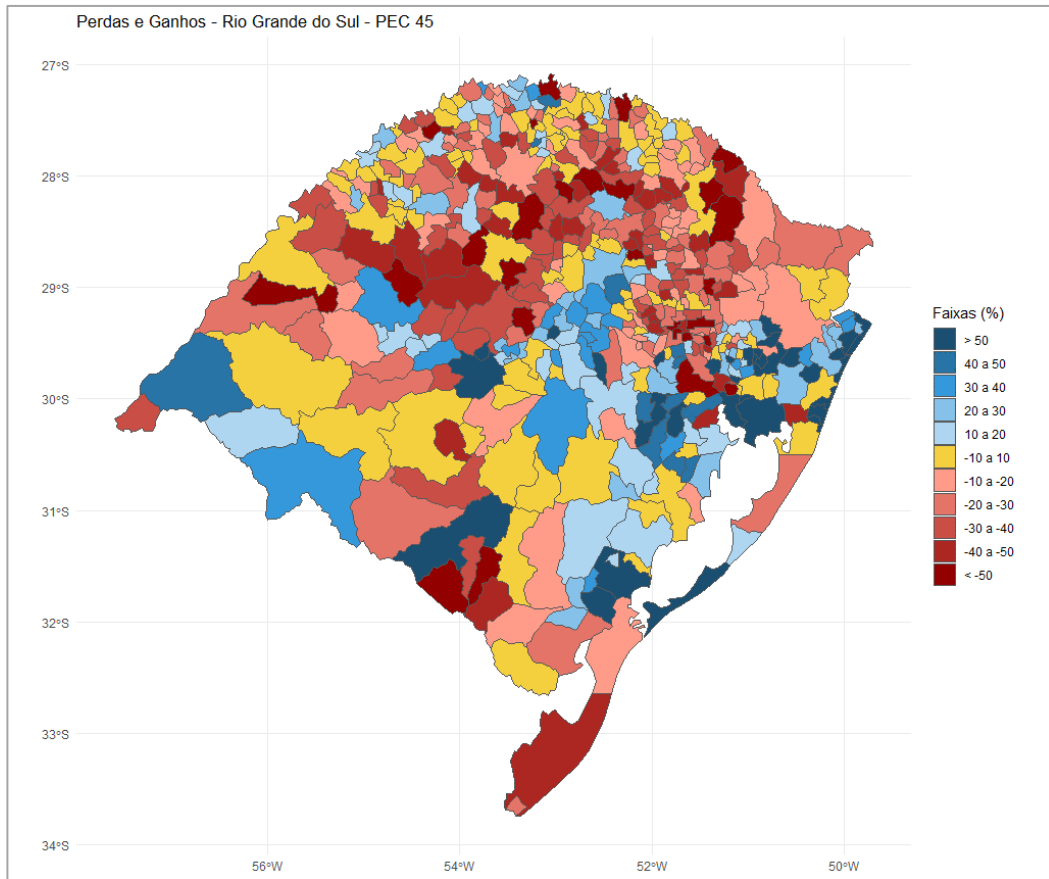 Perdas e Ganhos - Rio Grande do Sul - PEC 45
27°S
28°S
29°S
30°S
31°S
32°S
33°S
34°S
56°W
54°W
52°W
50°W
Faixas (%)
> 50
40 a 50
30 a 40
20 a 30
10 a 20
-10 a 10
-10 a -20
-20 a -30
-30 a -40
-40 a -50
< -50